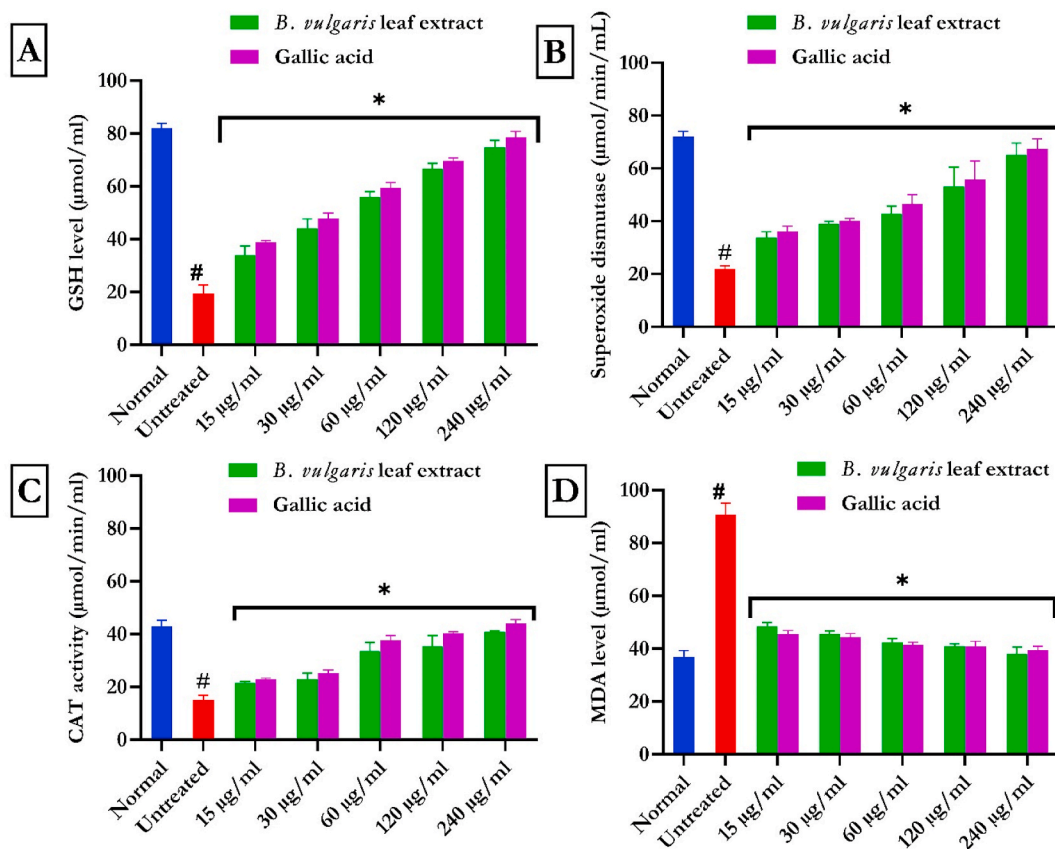 A
B. vulgaris leaf extract
Gallic acid
GSH level (µmol/ml)
100
80
60
40
20
0
*
#
Normal
Untreated
15 µg/ml
30 µg/ml
60 µg/ml
120 µg/ml
240 µg/ml
B
B. vulgaris leaf extract
Gallic acid
Superoxide dismutase (µmol/min/mL)
100
80
60
40
20
0
*
#
Normal
Untreated
15 µg/ml
30 µg/ml
60 µg/ml
120 µg/ml
240 µg/ml
C
B. vulgaris leaf extract
Gallic acid
CAT activity (µmol/min/ml)
100
80
60
40
20
0
*
#
Normal
Untreated
15 µg/ml
30 µg/ml
60 µg/ml
120 µg/ml
240 µg/ml
D
B. vulgaris leaf extract
Gallic acid
MDA level (µmol/ml)
100
80
60
40
20
0
#
*
Normal
Untreated
15 µg/ml
30 µg/ml
60 µg/ml
120 µg/ml
240 µg/ml